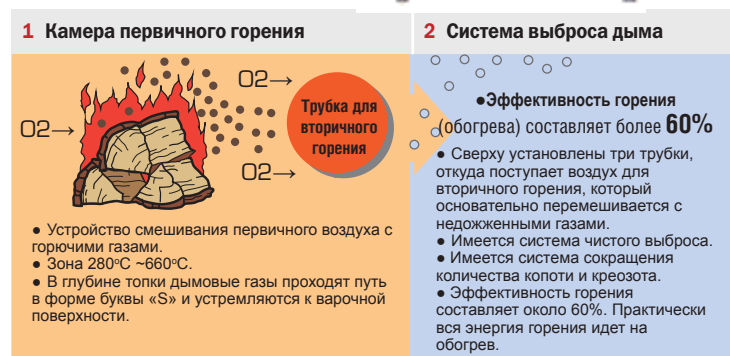 1 Камера первичного горения
O2→
O2→
O2→
Трубка для
вторичного
горения
● Устройство смешивания первичного воздуха с
горючими газами.
● Зона 280°C ~660°C.
● В глубине топки дымовые газы проходят путь
в форме буквы «S» и устремляются к варочной
поверхности.
2 Система выброса дыма
●Эффективность горения
(обогрева) составляет более 60%
● Сверху установлены три трубки,
откуда поступает воздух для
вторичного горения, который
основательно перемешивается с
недожженными газами.
● Имеется система чистого выброса.
● Имеется система сокращения
количества копоти и креозота.
● Эффективность горения
составляет около 60%. Практически
вся энергия горения идет на
обогрев.